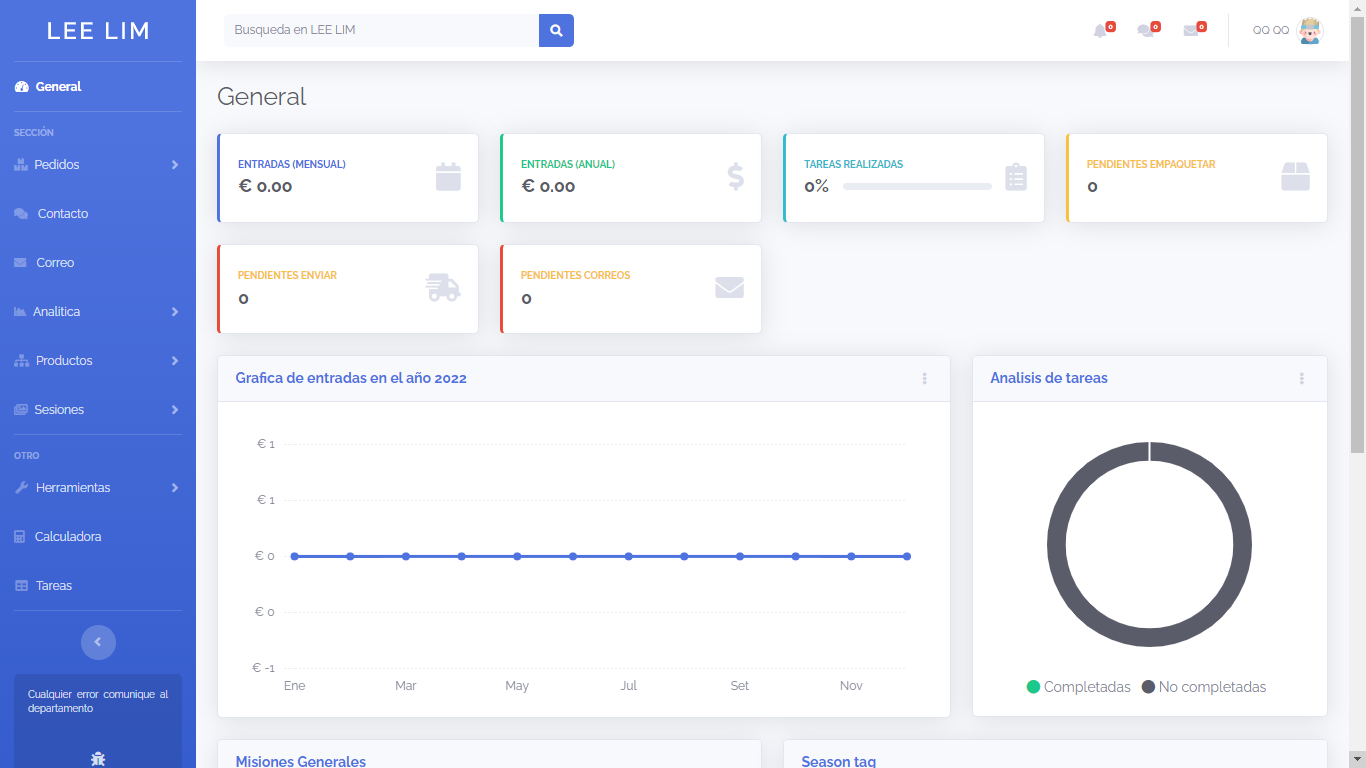 LEE LIM
Busqueda en LEE LIM
0
0
0
QQ QQ
General
SECCIÓN
Pedidos
Contacto
Correo
Analitica
Productos
Sesiones
OTRO
Herramientas
Calculadora
Tareas
Cualquier error comunique al
departamento
General
ENTRADAS (MENSUAL)
€ 0.00
ENTRADAS (ANUAL)
€ 0.00
TAREAS REALIZADAS
0%
PENDIENTES EMPAQUETAR
0
PENDIENTES ENVIAR
0
PENDIENTES CORREOS
0
Grafica de entradas en el año 2022
€ 1
€ 1
€ 0
€ 0
€ -1
Ene Mar May Jul Set Nov
Analisis de tareas
Completadas No completadas
Misiones Generales
Season tag